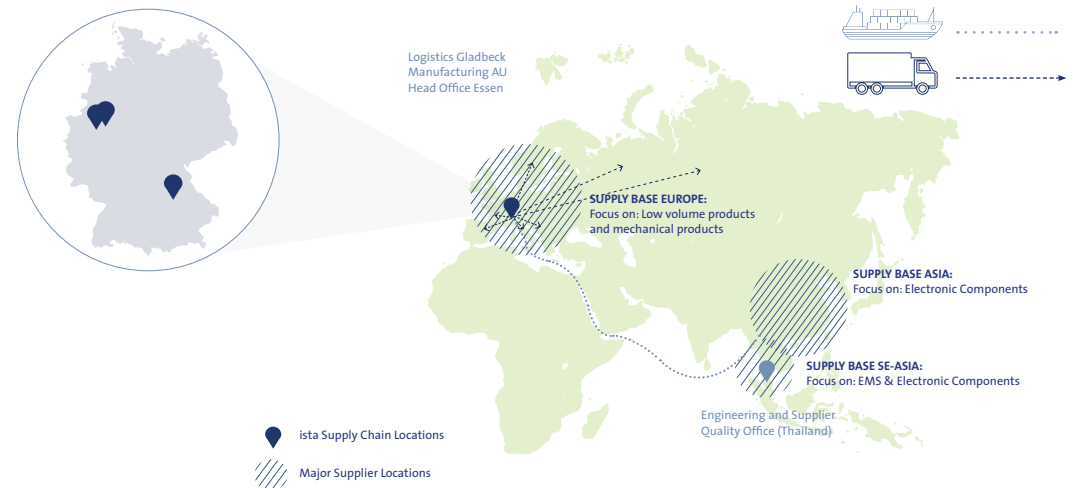 Logistics Gladbeck
Manufacturing AU
Head Office Essen
SUPPLY BASE EUROPE:
Focus on: Low volume products
and mechanical products
SUPPLY BASE ASIA:
Focus on: Electronic Components
SUPPLY BASE SE-ASIA:
Focus on: EMS & Electronic Components
Engineering and Supplier
Quality Office (Thailand)
ista Supply Chain Locations
Major Supplier Locations